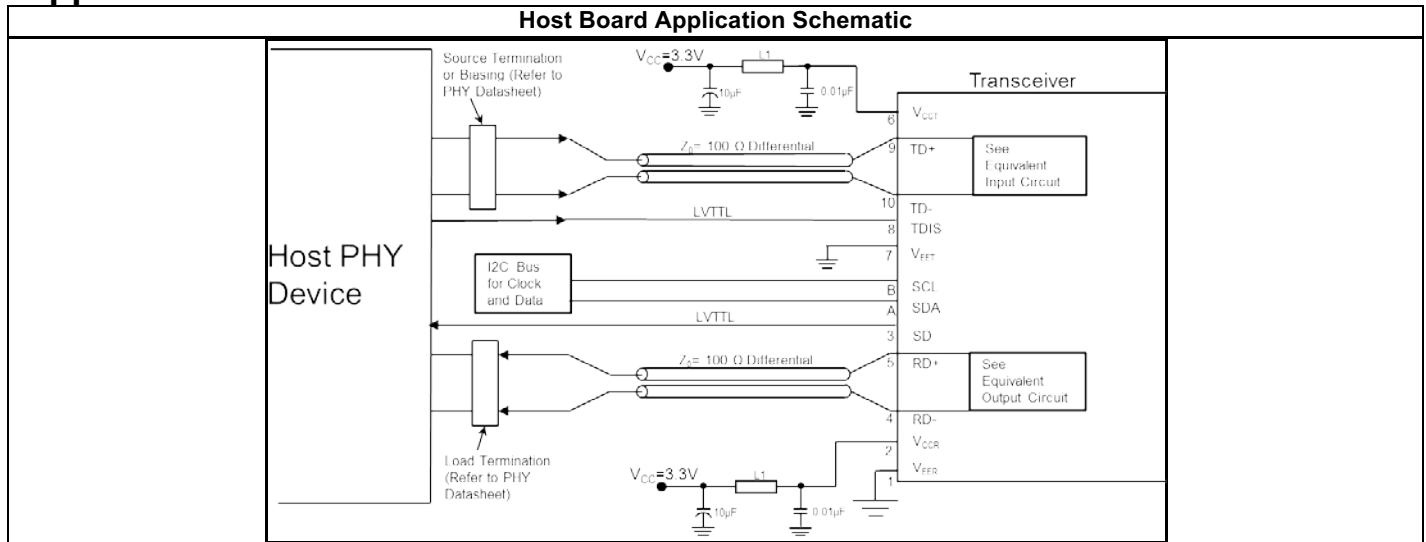 Host Board Application Schematic
Source Termination
or Biasing (Refer to
PHY Datasheet)
VCC=3.3V
L1
10µF
0.01µF
Transceiver
6
VCCT
Z0= 100 Ω Differential
9
TD+
See
Equivalent
Input Circuit
10
TD-
LVTTL
8
TDIS
7
VEET
Host PHY
Device
I2C Bus
for Clock
and Data
B
SCL
A
SDA
LVTTL
3
SD
Z0= 100 Ω Differential
5
RD+
See
Equivalent
Output Circuit
4
RD-
2
VCCR
1
VEER
Load Termination
(Refer to PHY
Datasheet)
VCC=3.3V
L1
10µF
0.01µF